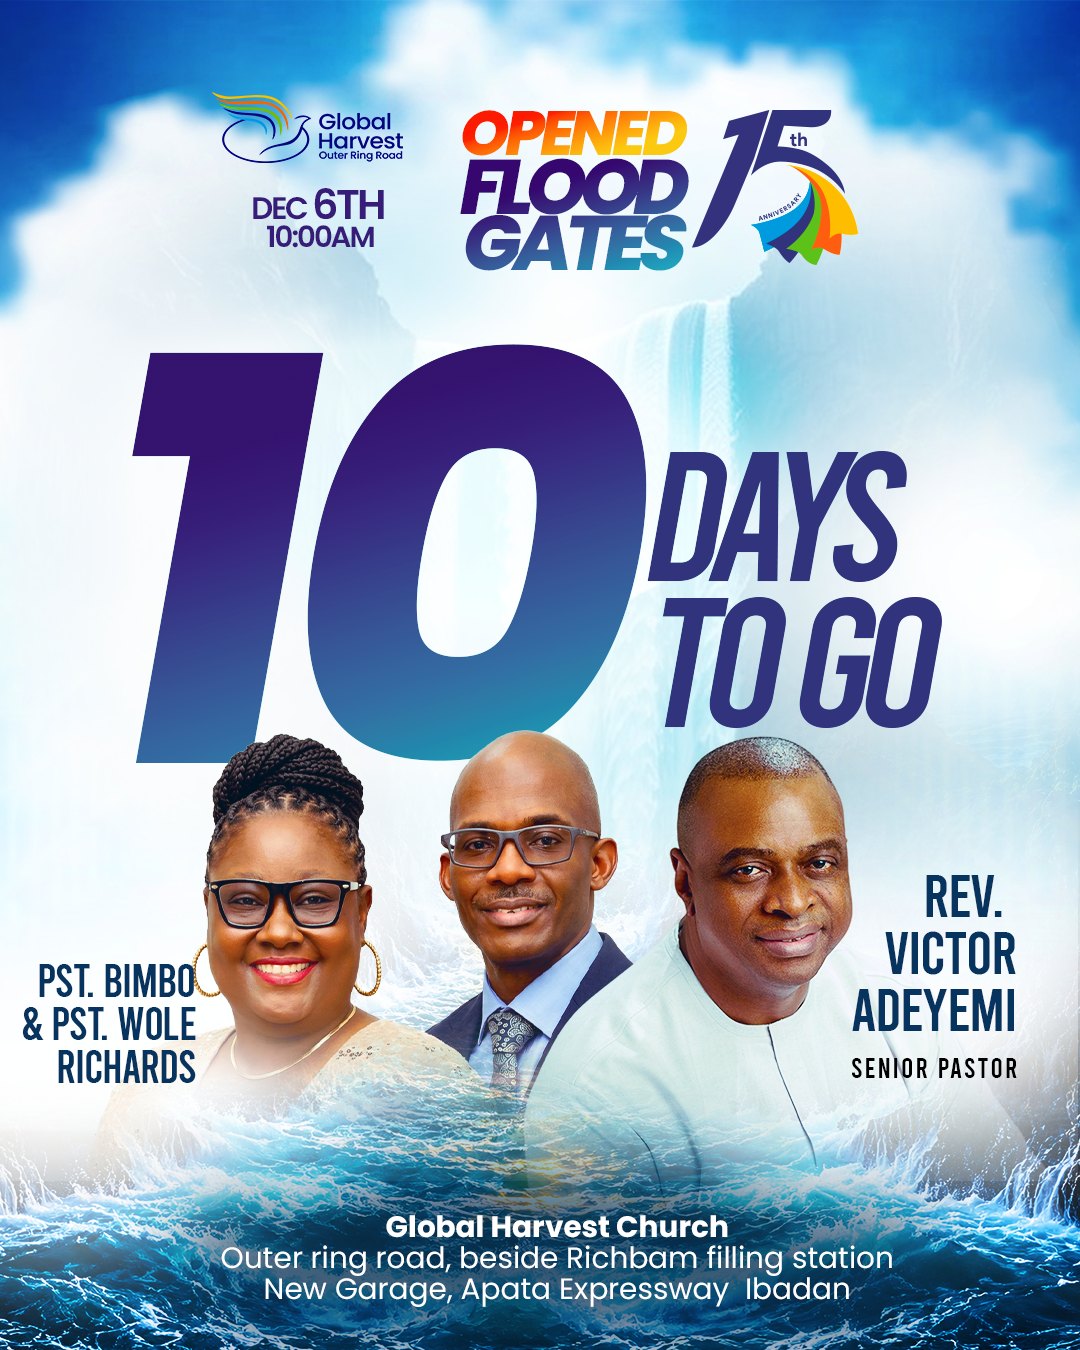 Global
Harvest
Outer Ring Road
DEC 6TH
10:00AM
OPENED
FLOOD
GATES
15th
ANNIVERSARY
10
DAYS
TO GO
PST. BIMBO
& PST. WOLE
RICHARDS
REV.
VICTOR
ADEYEMI
SENIOR PASTOR
Global Harvest Church
Outer ring road, beside Richbam filling station
New Garage, Apata Expressway Ibadan